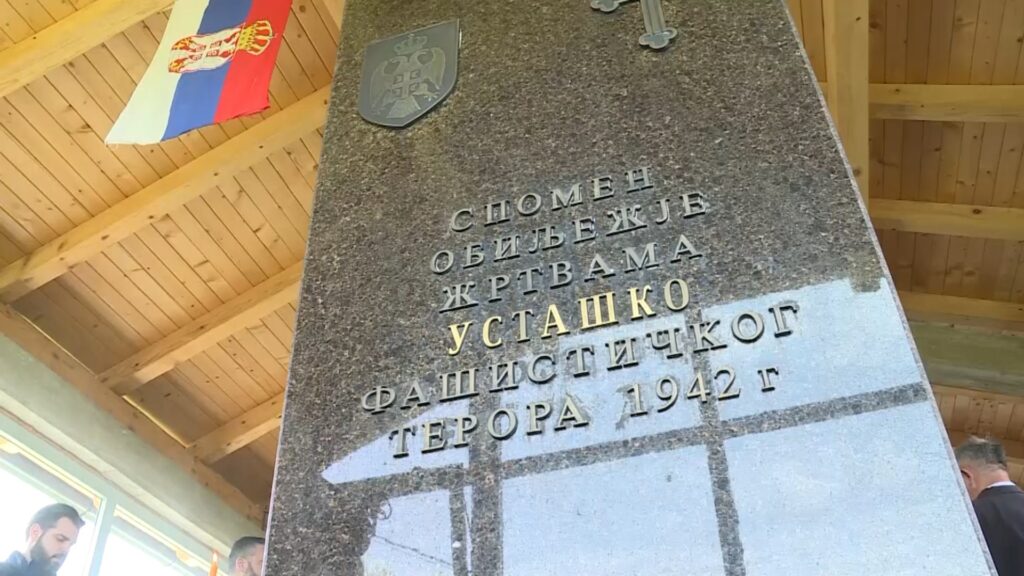 СПОМЕН
ОБИЉЕЖЈЕ
ЖРТВАМА
УСТАШКО
ФАШИСТИЧКОГ
ТЕРОРА 1942 г